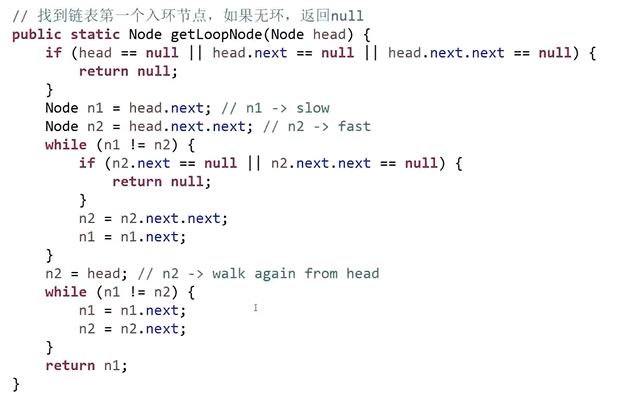 // 找到链表第一个入环节点，如果无环，返回null
public static Node getLoopNode(Node head) {
    if (head == null || head.next == null || head.next.next == null) {
        return null;
    }
    Node n1 = head.next; // n1 -> slow
    Node n2 = head.next.next; // n2 -> fast
    while (n1 != n2) {
        if (n2.next == null || n2.next.next == null) {
            return null;
        }
        n2 = n2.next.next;
        n1 = n1.next;
    }
    n2 = head; // n2 -> walk again from head
    while (n1 != n2) {
        n1 = n1.next;
        n2 = n2.next;
    }
    return n1;
}